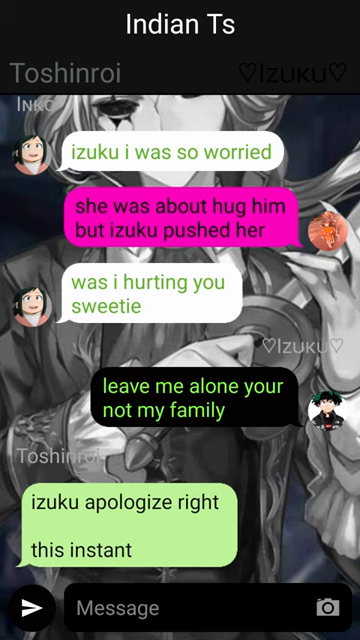 Indian Ts
Toshinroi
♡Izuku♡
Inko
izuku i was so worried
she was about hug him
but izuku pushed her
was i hurting you
sweetie
♡Izuku♡
leave me alone your
not my family
Toshinroi
izuku apologize right
this instant
Message